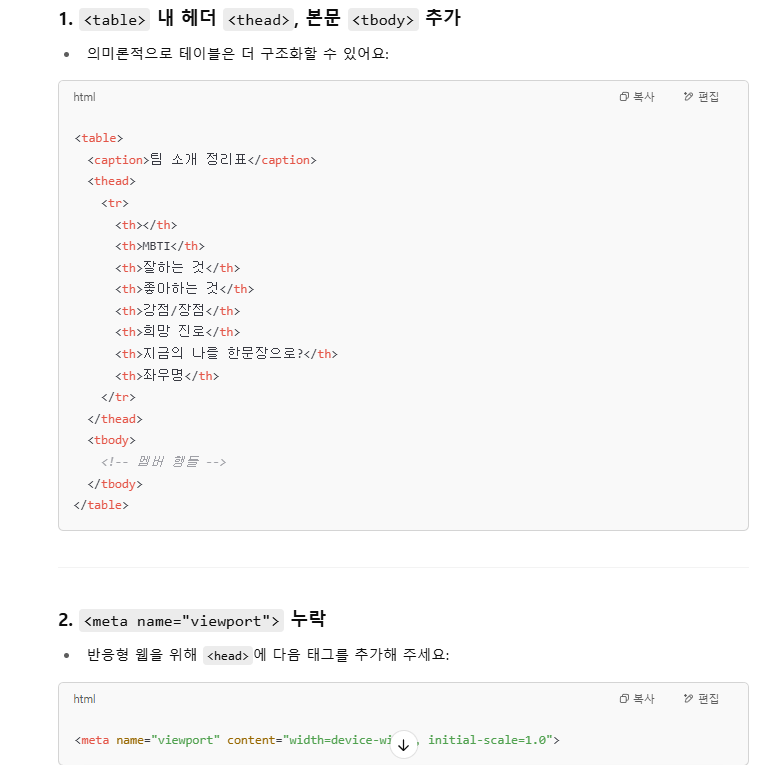 1. <table> 내 헤더 <thead>, 본문 <tbody> 추가
• 의미론적으로 테이블은 더 구조화할 수 있어요:
html 복사 편집
<table>
<caption>팀 소개 정리표</caption>
<thead>
<tr>
<th></th>
<th>MBTI</th>
<th>잘하는 것</th>
<th>좋아하는 것</th>
<th>강점/장점</th>
<th>희망 진로</th>
<th>지금의 나를 한문장으로?</th>
<th>좌우명</th>
</tr>
</thead>
<tbody>
<!-- 멤버 행들 -->
</tbody>
</table>
2. <meta name="viewport"> 누락
• 반응형 웹을 위해 <head>에 다음 태그를 추가해 주세요:
html 복사 편집
<meta name="viewport" content="width=device-wi , initial-scale=1.0">